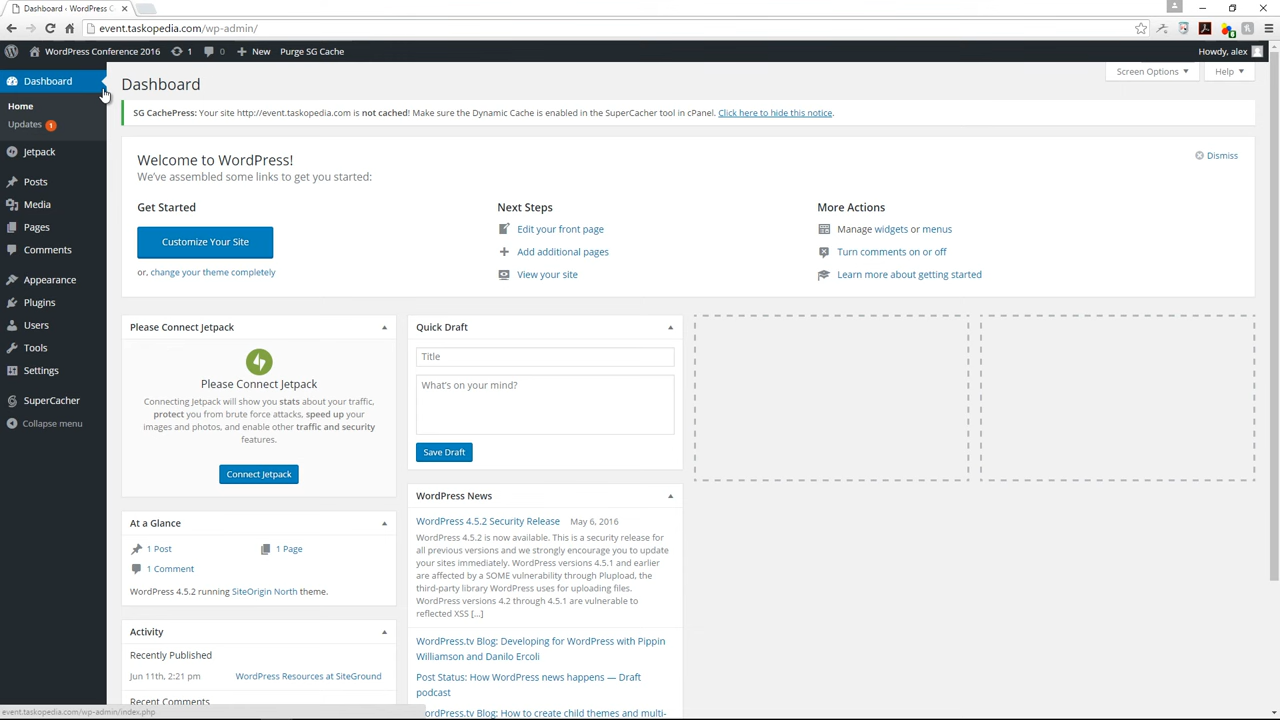 Dashboard ‹ WordPress C
event.taskopedia.com/wp-admin/
WordPress Conference 2016
1
0
New
Purge SG Cache
Howdy, alex
Dashboard
Home
Updates 1
Jetpack
Posts
Media
Pages
Comments
Appearance
Plugins
Users
Tools
Settings
SuperCacher
Collapse menu
Dashboard
Screen Options
Help
SG CachePress: Your site http://event.taskopedia.com is not cached! Make sure the Dynamic Cache is enabled in the SuperCacher tool in cPanel. Click here to hide this notice.
Welcome to WordPress!
We've assembled some links to get you started:
Dismiss
Get Started
Customize Your Site
or, change your theme completely
Next Steps
Edit your front page
Add additional pages
View your site
More Actions
Manage widgets or menus
Turn comments on or off
Learn more about getting started
Please Connect Jetpack
Please Connect Jetpack
Connecting Jetpack will show you stats about your traffic,
protect you from brute force attacks, speed up your
images and photos, and enable other traffic and security
features.
Connect Jetpack
At a Glance
1 Post
1 Page
1 Comment
WordPress 4.5.2 running SiteOrigin North theme.
Activity
Recently Published
Jun 11th, 2:21 pm
WordPress Resources at SiteGround
Recent Comments
Quick Draft
Title
What's on your mind?
Save Draft
WordPress News
WordPress 4.5.2 Security Release May 6, 2016
WordPress 4.5.2 is now available. This is a security release for
all previous versions and we strongly encourage you to update
your sites immediately. WordPress versions 4.5.1 and earlier
are affected by a SOME vulnerability through Plupload, the
third-party library WordPress uses for uploading files.
WordPress versions 4.2 through 4.5.1 are vulnerable to
reflected XSS [...]
WordPress.tv Blog: Developing for WordPress with Pippin
Williamson and Danilo Ercoli
Post Status: How WordPress news happens — Draft
podcast
WordPress.tv Blog: How to create child themes and multi-
event.taskopedia.com/wp-admin/index.php